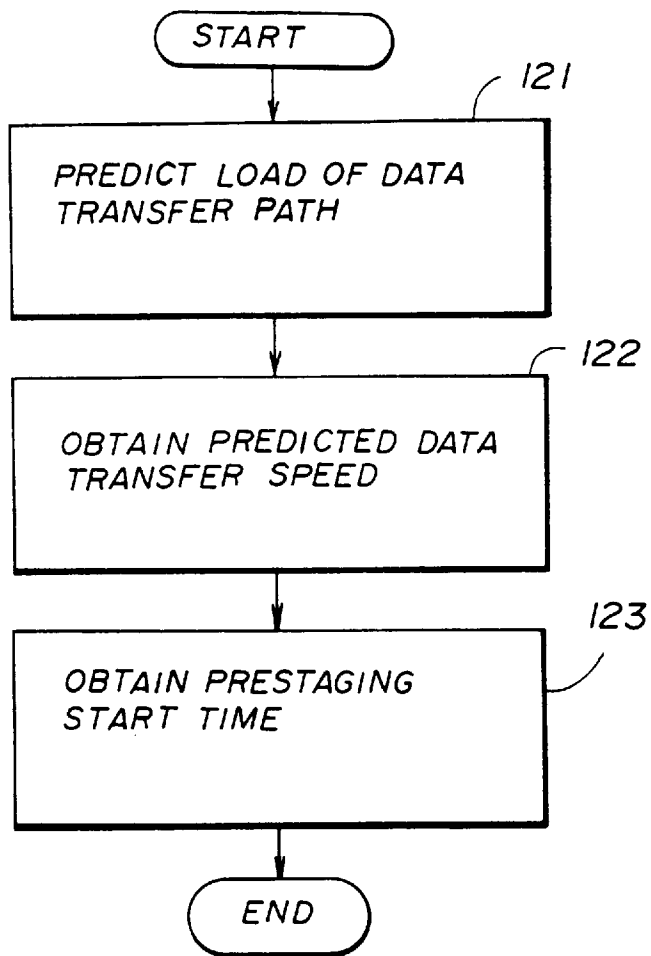 START
121
PREDICT LOAD OF DATA
TRANSFER PATH
122
OBTAIN PREDICTED DATA
TRANSFER SPEED
123
OBTAIN PRESTAGING
START TIME
END